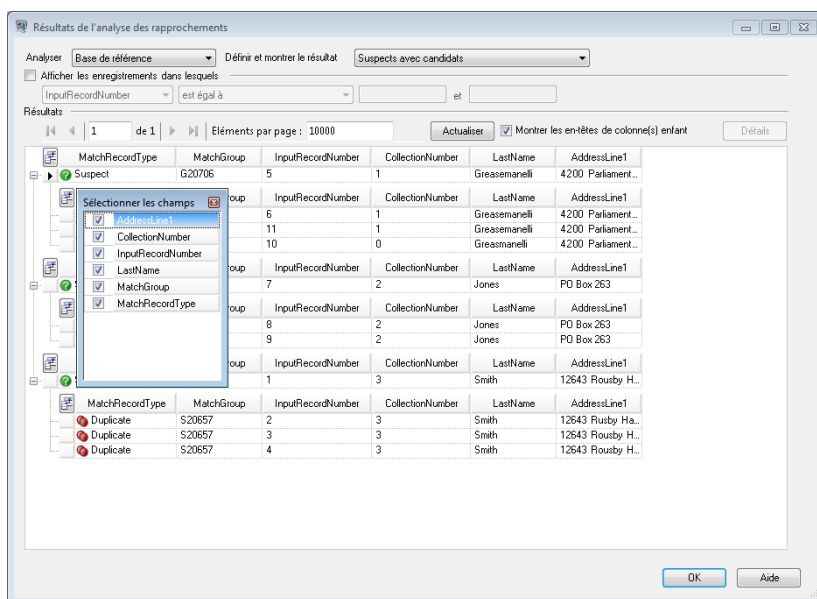 Résultats de l'analyse des rapprochements
Analyser Base de référence Définir et montrer le résultat Suspects avec candidats
Afficher les enregistrements dans lesquels
InputRecordNumber est égal à et
Résultats
1 de 1 Eléments par page : 10000 Actualiser Montrer les en-têtes de colonne(s) enfant Détails
MatchRecordType MatchGroup InputRecordNumber CollectionNumber LastName AddressLine1
Suspect G20706 5 1 Greasemanelli 4200 Parliament...
Sélectionner les champs
AddressLine1
CollectionNumber
InputRecordNumber
LastName
MatchGroup
MatchRecordType
oup InputRecordNumber CollectionNumber LastName AddressLine1
6 1 Greasemanelli 4200 Parliament...
11 1 Greasemanelli 4200 Parliament...
10 0 Greasmanelli 4200 Parliament...
oup InputRecordNumber CollectionNumber LastName AddressLine1
S 7 2 Jones PO Box 263
oup InputRecordNumber CollectionNumber LastName AddressLine1
8 2 Jones PO Box 263
9 2 Jones PO Box 263
oup InputRecordNumber CollectionNumber LastName AddressLine1
S 1 3 Smith 12643 Rousby H...
MatchRecordType MatchGroup InputRecordNumber CollectionNumber LastName AddressLine1
Duplicate S20657 2 3 Smith 12643 Rusby Ha...
Duplicate S20657 3 3 Smith 12643 Rousby H...
Duplicate S20657 4 3 Smith 12643 Rousby H...
OK Aide